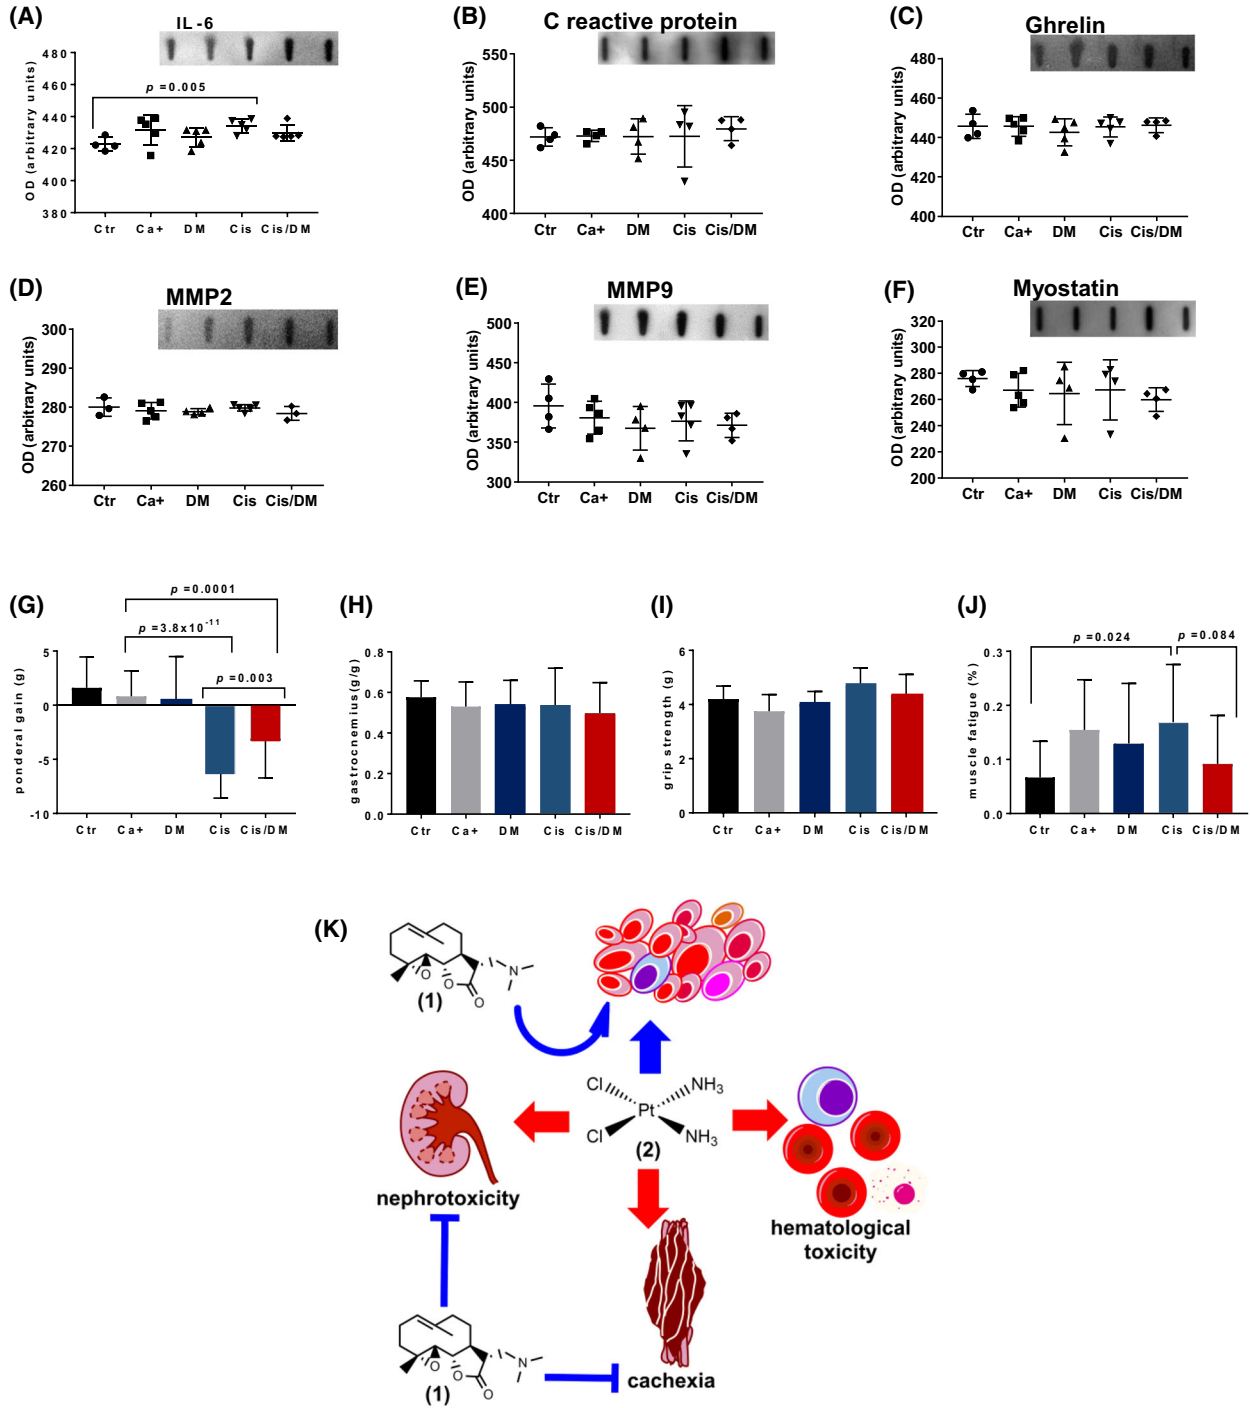 (A)
IL-6
OD (arbitrary units)
480
460
440
420
400
380
p =0.005
Ctr Ca+ DM Cis Cis/DM
(B)
C reactive protein
OD (arbitrary units)
550
500
450
400
Ctr Ca+ DM Cis Cis/DM
(C)
Ghrelin
OD (arbitrary units)
480
460
440
420
400
Ctr Ca+ DM Cis Cis/DM
(D)
MMP2
OD (arbitrary units)
300
290
280
270
260
Ctr Ca+ DM Cis Cis/DM
(E)
MMP9
OD (arbitrary units)
500
450
400
350
300
Ctr Ca+ DM Cis Cis/DM
(F)
Myostatin
OD (arbitrary units)
320
300
280
260
240
220
200
Ctr Ca+ DM Cis Cis/DM
(G)
ponderal gain (g)
5
0
-5
-10
p =0.0001
p =3.8x10⁻¹¹
p =0.003
Ctr Ca+ DM Cis Cis/DM
(H)
gastrocnemius(g/g)
0.8
0.6
0.4
0.2
0.0
Ctr Ca+ DM Cis Cis/DM
(I)
grip strength (g)
6
4
2
0
Ctr Ca+ DM Cis Cis/DM
(J)
muscle fatigue (%)
0.3
0.2
0.1
0.0
p =0.024
p =0.084
Ctr Ca+ DM Cis Cis/DM
(K)
O
O
O
N
(1)
Cl
NH₃
Pt
Cl
NH₃
(2)
nephrotoxicity
hematological
toxicity
O
O
O
N
(1)
cachexia